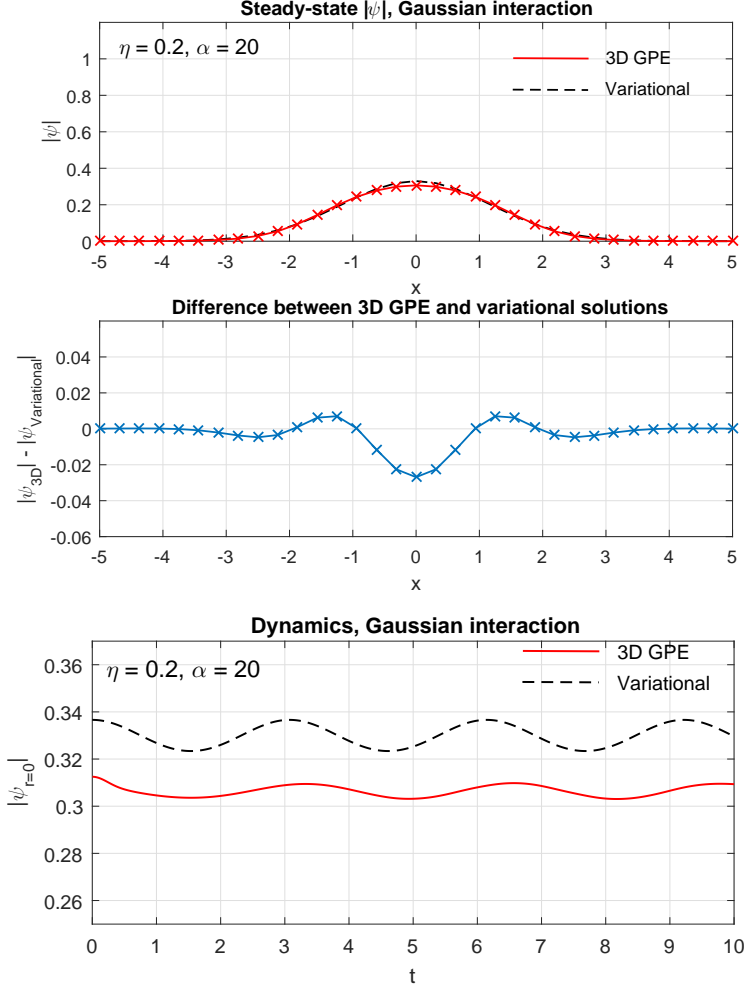 Steady-state |ψ|, Gaussian interaction
η = 0.2, α = 20
3D GPE
Variational
1
0.8
0.6
0.4
0.2
0
|ψ|
-5 -4 -3 -2 -1 0 1 2 3 4 5
x
Difference between 3D GPE and variational solutions
0.04
0.02
0
-0.02
-0.04
-0.06
|ψ3D| - |ψVariational|
-5 -4 -3 -2 -1 0 1 2 3 4 5
x
Dynamics, Gaussian interaction
η = 0.2, α = 20
3D GPE
Variational
0.36
0.34
0.32
0.3
0.28
0.26
|ψr=0|
0 1 2 3 4 5 6 7 8 9 10
t